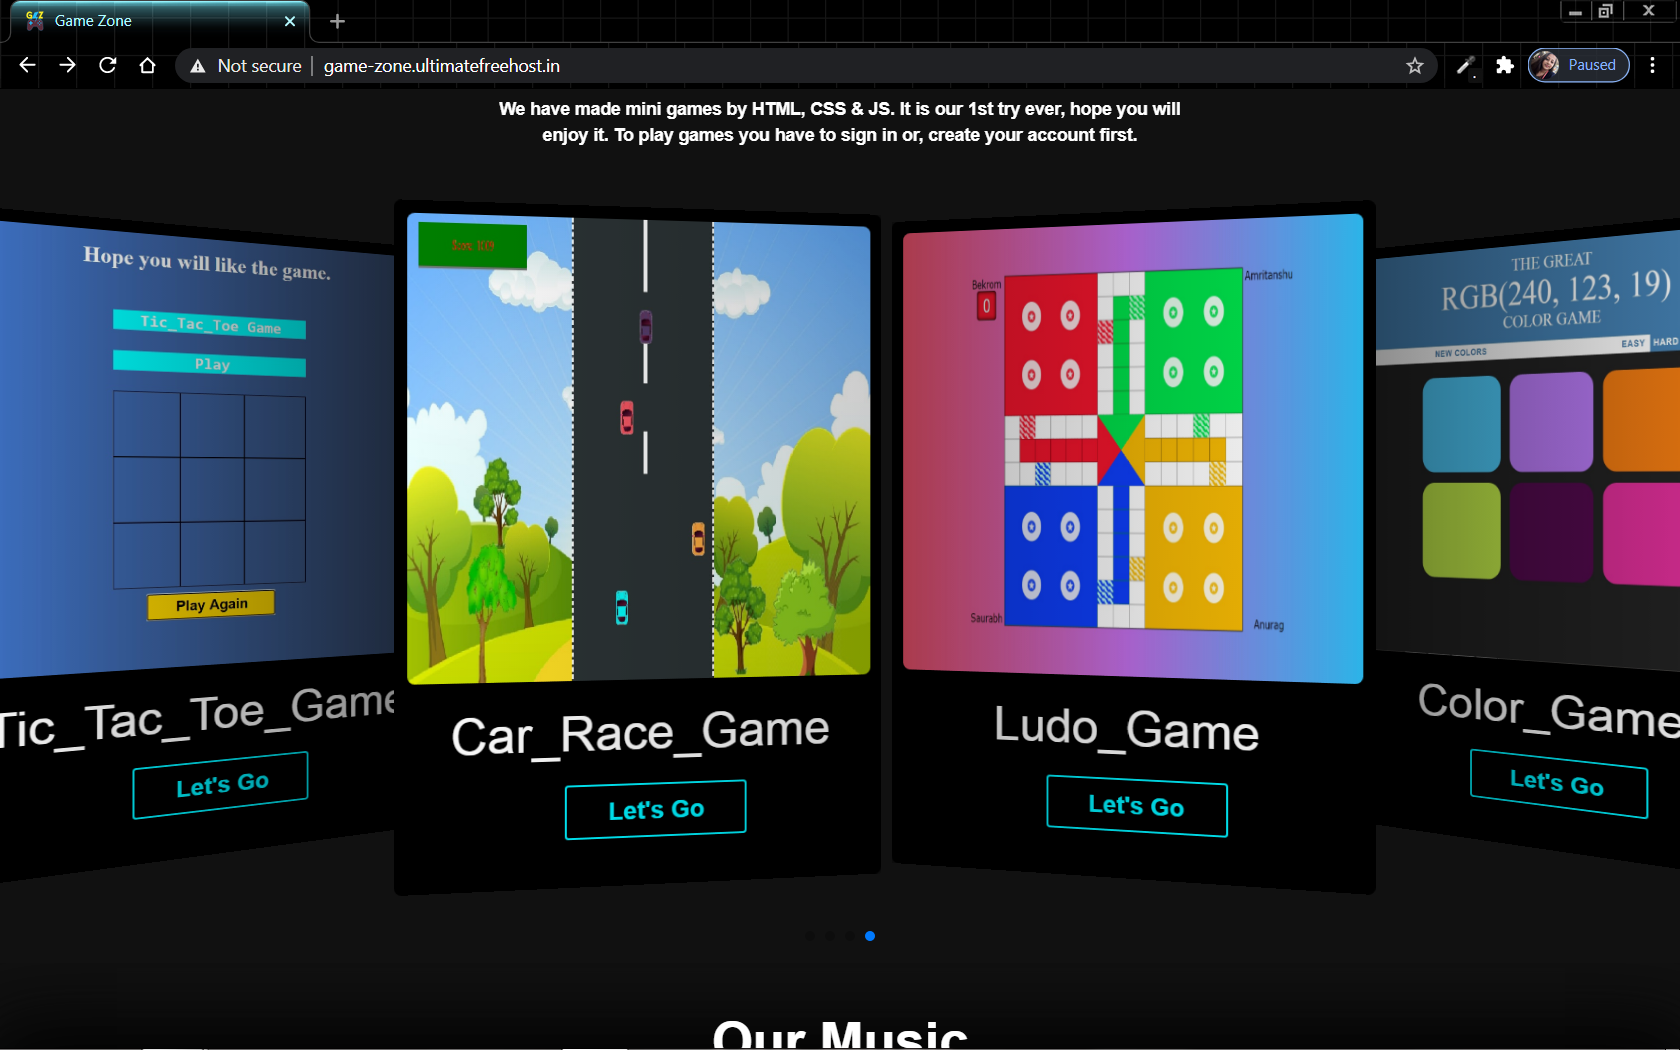 Game Zone
Not secure
game-zone.ultimatefreehost.in
Paused
We have made mini games by HTML, CSS & JS. It is our 1st try ever, hope you will
enjoy it. To play games you have to sign in or, create your account first.
Hope you will like the game.
Tic_Tac_Toe Game
Play
Play Again
Tic_Tac_Toe_Game
Let's Go
Car_Race_Game
Let's Go
Bekrom
0
Amritanshu
Saurabh
Anurag
Ludo_Game
Let's Go
THE GREAT
RGB(240, 123, 19)
COLOR GAME
NEW COLORS
EASY
HARD
Color_Game
Let's Go
Our Music